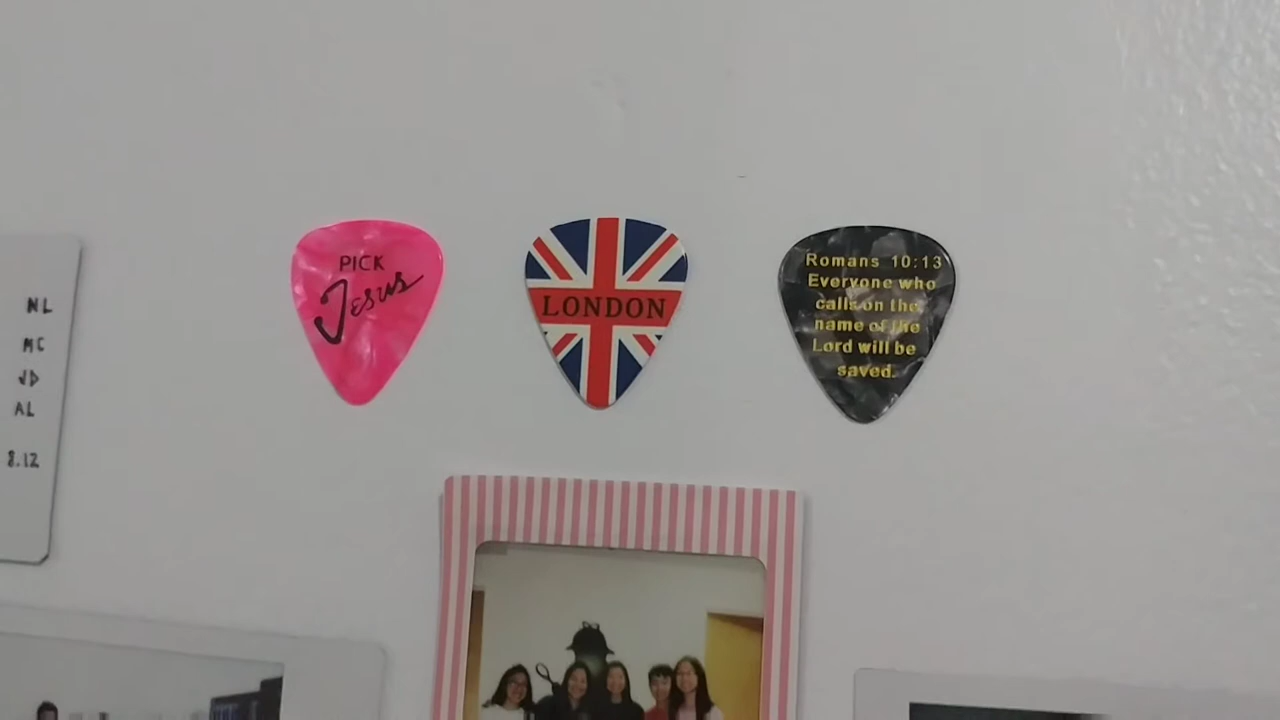 PICK
Jesus
LONDON
Romans 10:13
Everyone who
calls on the
name of the
Lord will be
saved.
NL
MC
JD
AL
8.12